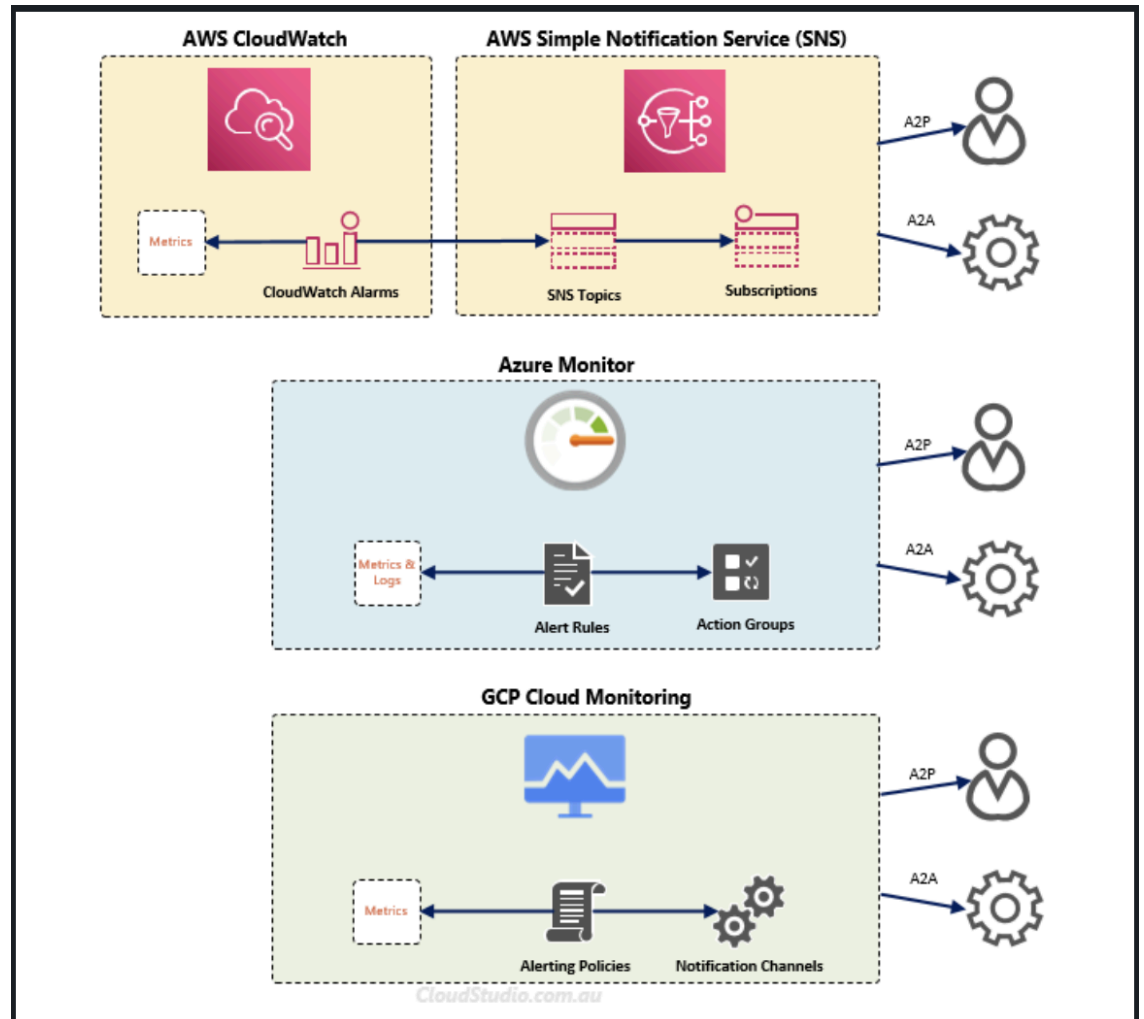 AWS CloudWatch
AWS Simple Notification Service (SNS)
A2P
A2A
Metrics
CloudWatch Alarms
SNS Topics
Subscriptions
Azure Monitor
A2P
A2A
Metrics &
Logs
Alert Rules
Action Groups
GCP Cloud Monitoring
A2P
A2A
Metrics
Alerting Policies
Notification Channels
CloudStudio.com.au